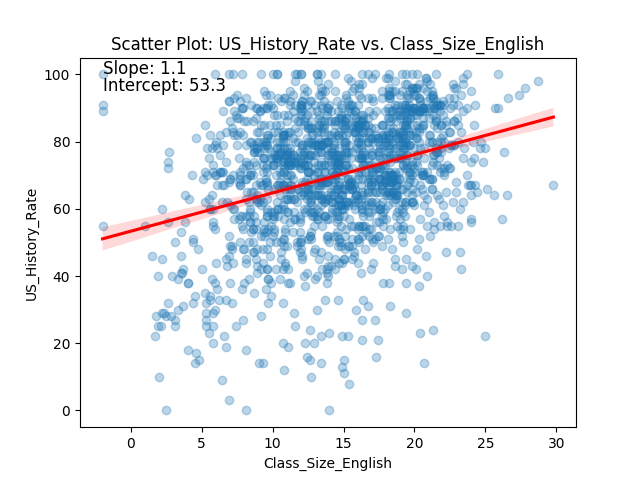 Scatter Plot: US_History_Rate vs. Class_Size_English
Slope: 1.1
Intercept: 53.3
100
80
60
40
20
0
US_History_Rate
0 5 10 15 20 25 30
Class_Size_English